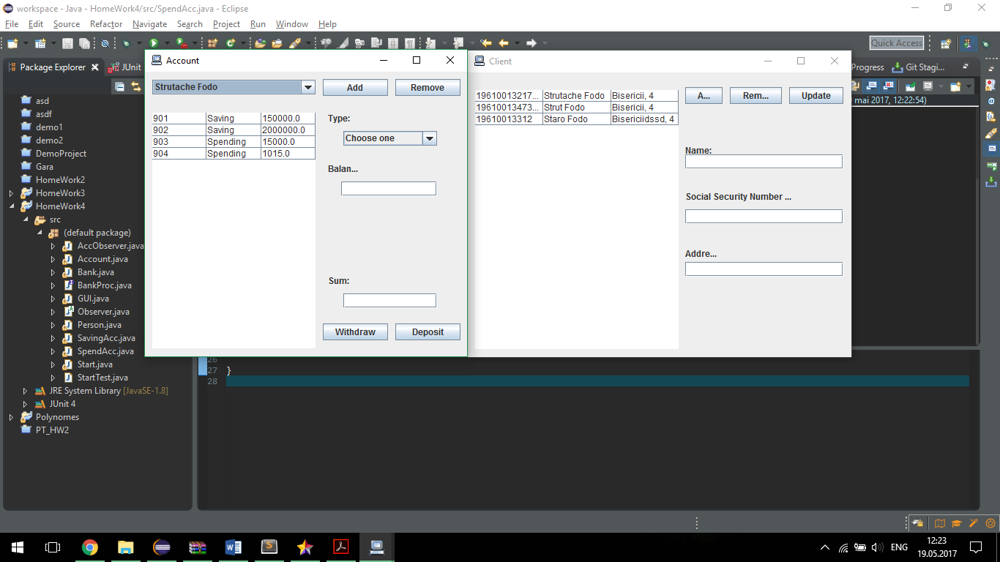 workspace - Java - HomeWork4/src/SpendAcc.java - Eclipse
File Edit Source Refactor Navigate Search Project Run Window Help
Quick Access
Package Explorer JUnit
asd
asdf
demo1
demo2
DemoProject
Gara
HomeWork2
HomeWork3
HomeWork4
src
(default package)
AccObserver.java
Account.java
Bank.java
BankProc.java
GUI.java
Observer.java
Person.java
SavingAcc.java
SpendAcc.java
Start.java
StartTest.java
JRE System Library [JavaSE-1.8]
JUnit 4
Polynomes
PT_HW2
Account
Strutache Fodo Add Remove
901 Saving 150000.0
902 Saving 2000000.0
903 Spending 15000.0
904 Spending 1015.0
Type:
Choose one
Balan...
Sum:
Withdraw Deposit
Client
19610013217... Strutache Fodo Bisericii, 4
19610013473... Strut Fodo Bisericii, 4
19610013312 Staro Fodo Bisericiidssd, 4
A... Rem... Update
Name:
Social Security Number ...
Addre...
Progress Git Stagi...
mai 2017, 12:22:54)
26
27 }
28
ENG
12:23
19.05.2017